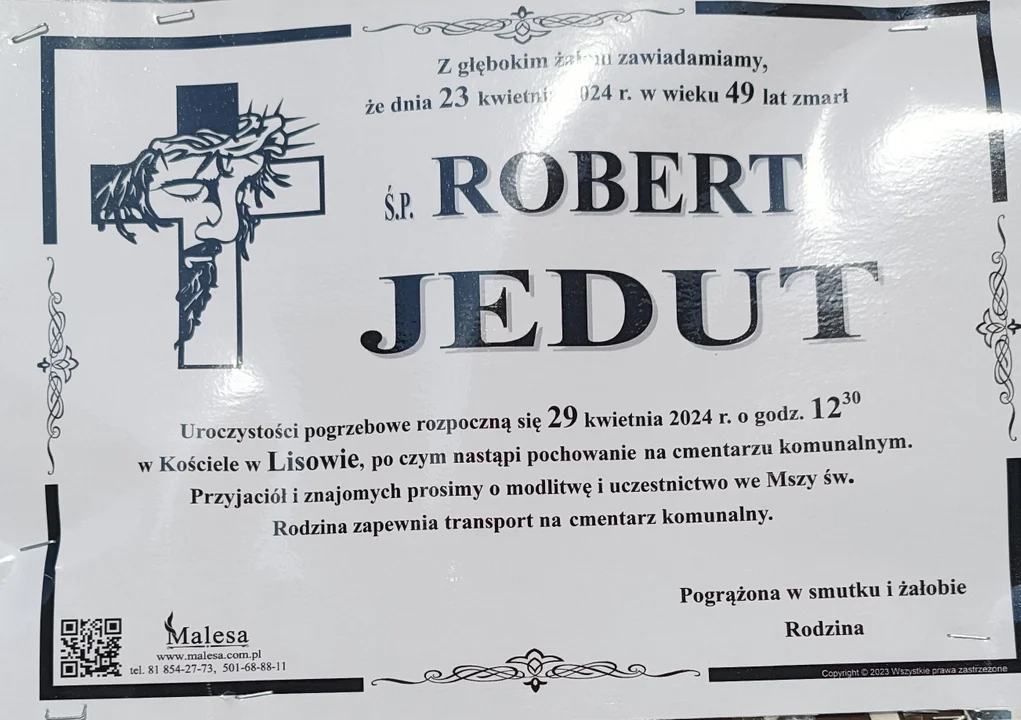 Z głębokim żalem zawiadamiamy,
że dnia 23 kwietnia 2024 r. w wieku 49 lat zmarł
Ś.P. ROBERT
JEDUT
Uroczystości pogrzebowe rozpoczną się 29 kwietnia 2024 r. o godz. 12³⁰
w Kościele w Lisowie, po czym nastąpi pochowanie na cmentarzu komunalnym.
Przyjaciół i znajomych prosimy o modlitwę i uczestnictwo we Mszy św.
Rodzina zapewnia transport na cmentarz komunalny.
Pogrążona w smutku i żałobie
Rodzina
Malesa
www.malesa.com.pl
tel. 81 854-27-73, 501-68-88-11
Copyright © 2023 Wszystkie prawa zastrzeżone